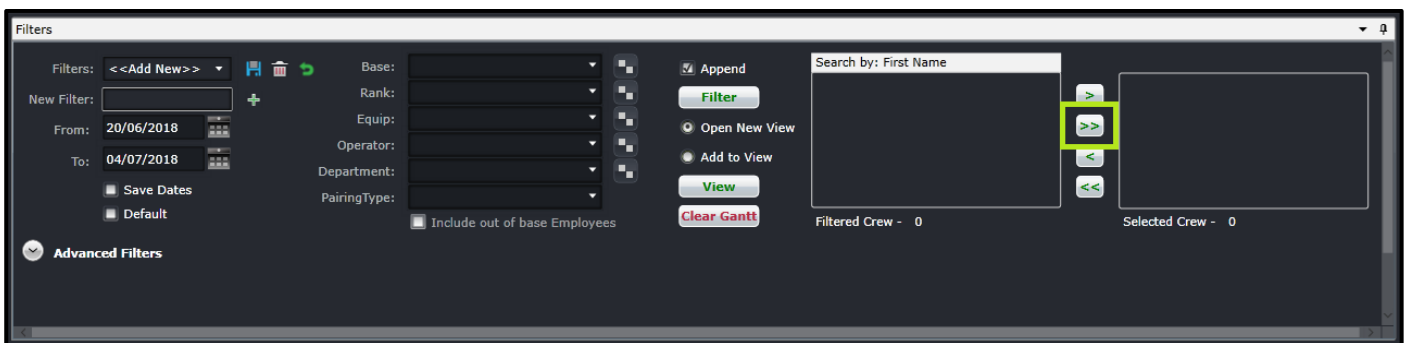 Filters
Filters:
<<Add New>>
New Filter:
From:
20/06/2018
To:
04/07/2018
Save Dates
Default
Advanced Filters
Base:
Rank:
Equip:
Operator:
Department:
PairingType:
Include out of base Employees
Append
Filter
Open New View
Add to View
View
Clear Gantt
Search by: First Name
Filtered Crew - 0
>
>>
<
<<
Selected Crew - 0